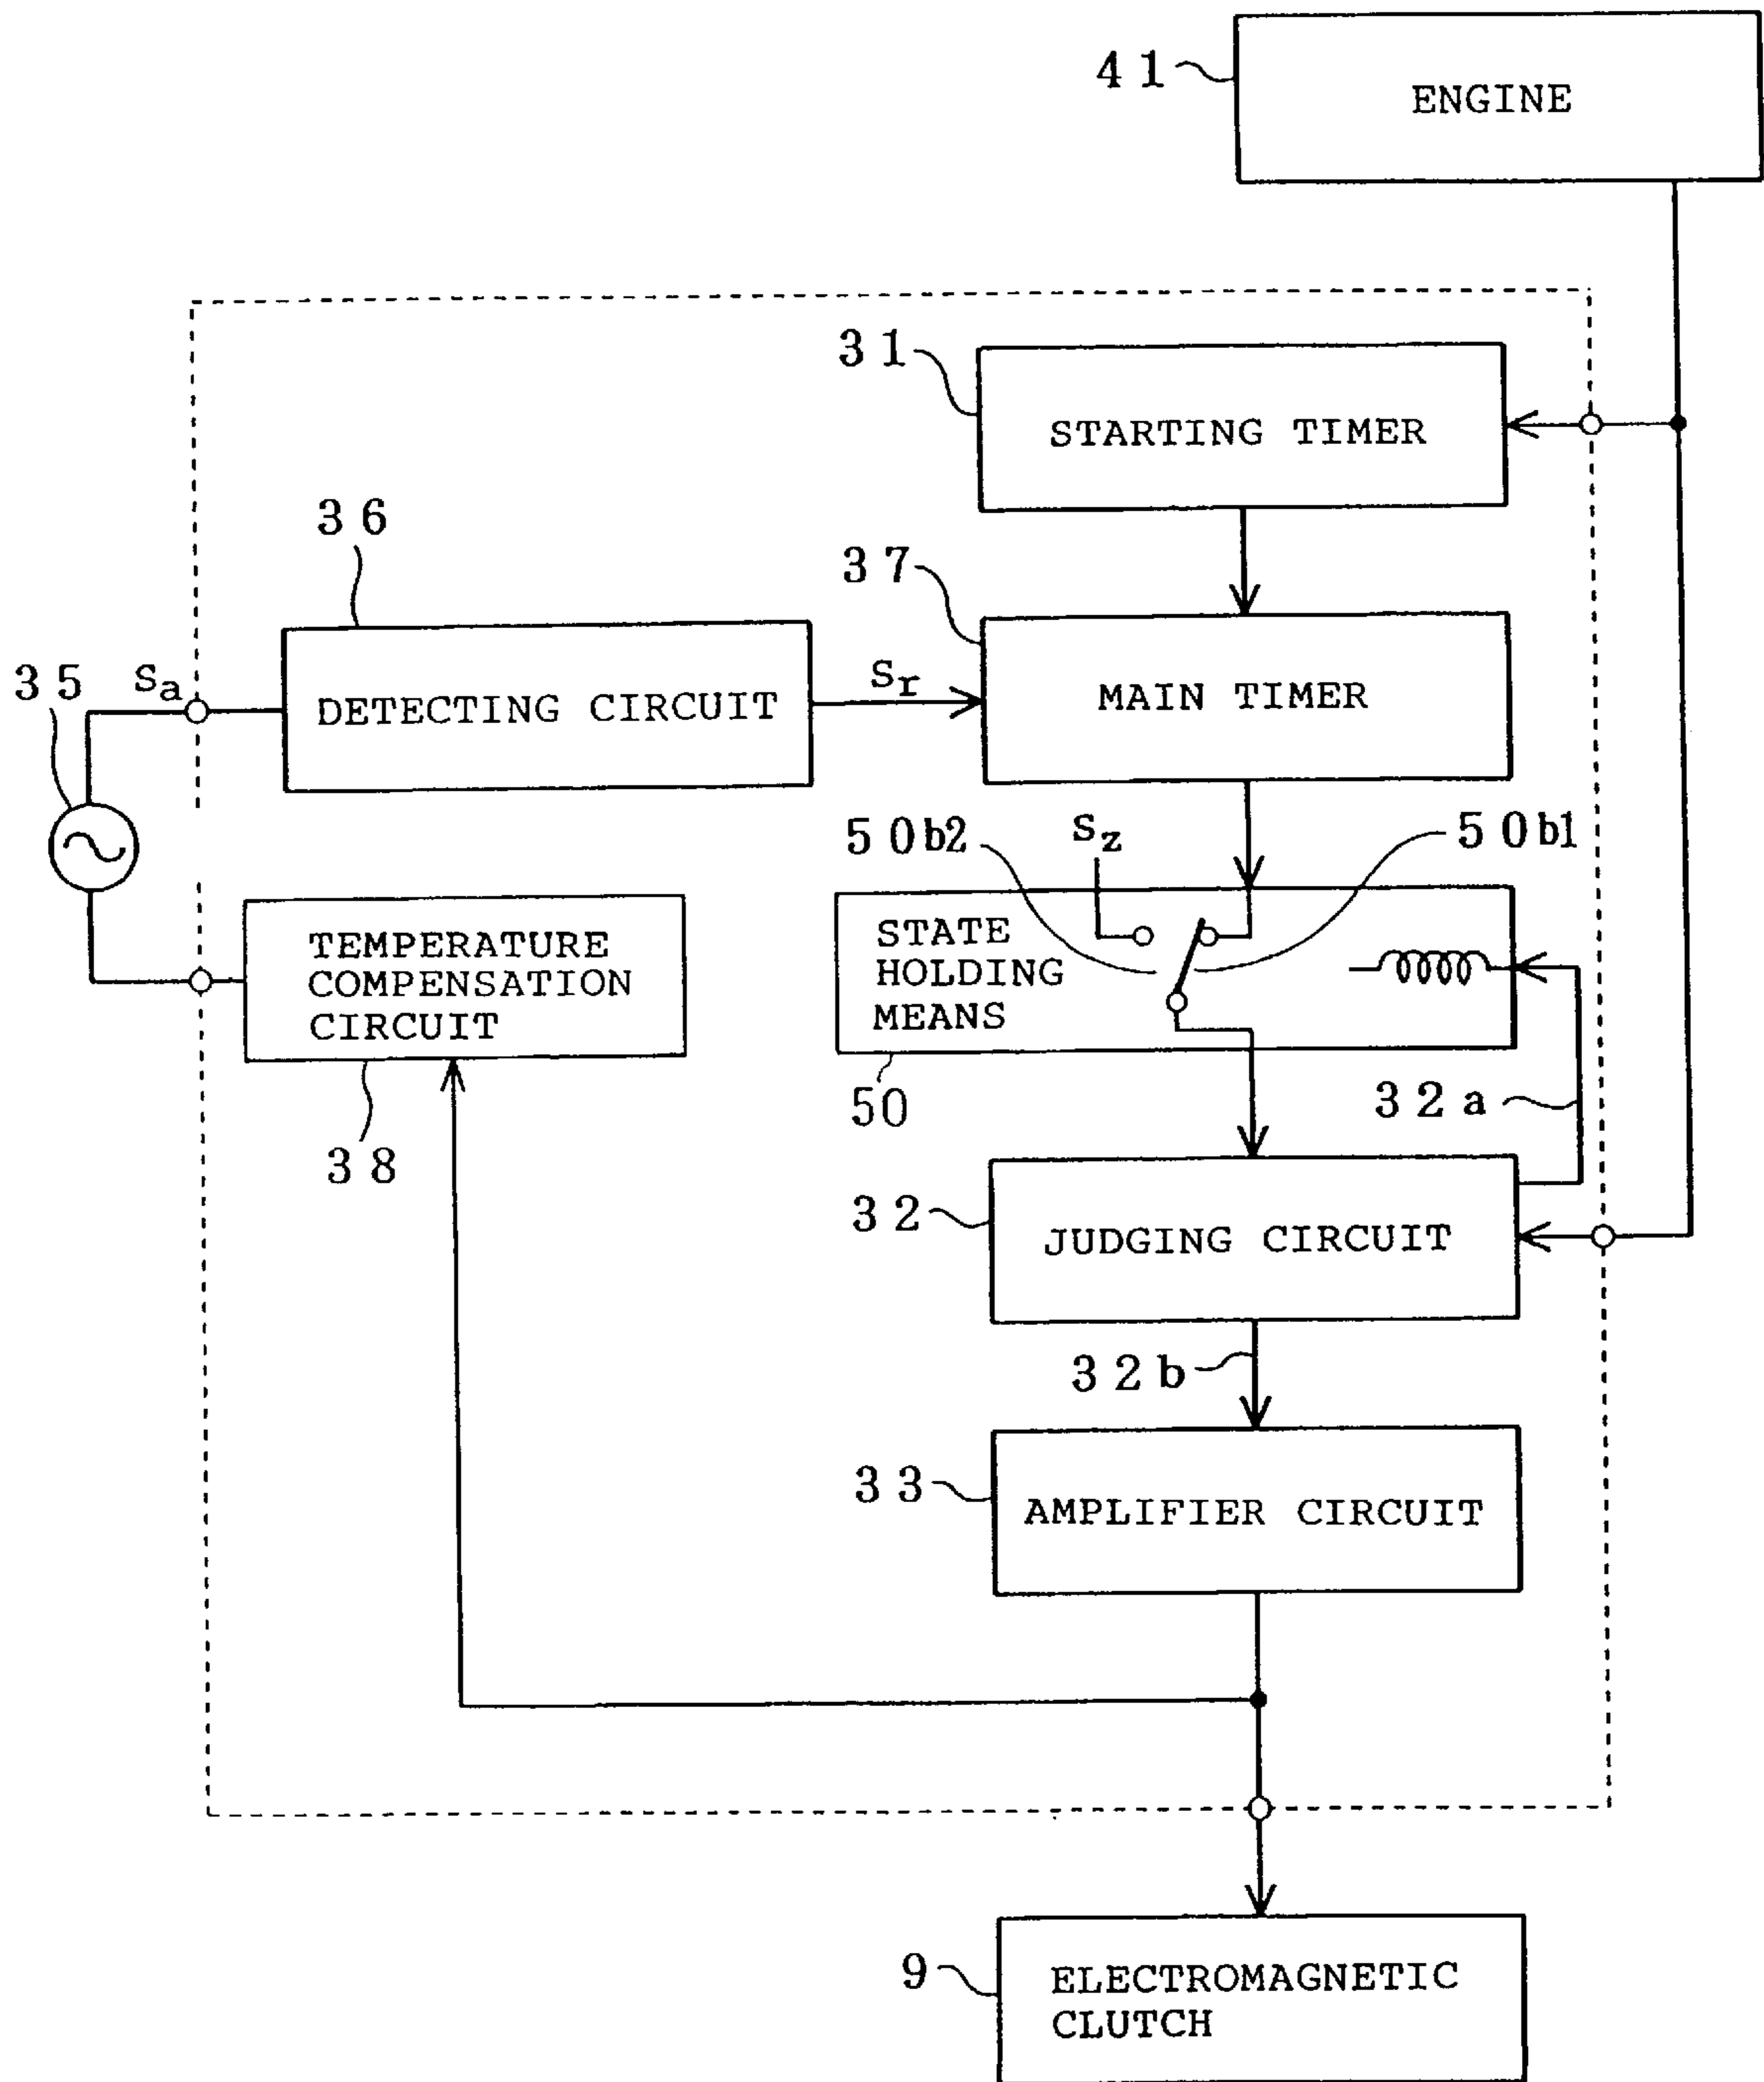 41
ENGINE
31
STARTING TIMER
36
37
35
Sa
DETECTING CIRCUIT
Sr
MAIN TIMER
50b2
Sz
50b1
TEMPERATURE
COMPENSATION
CIRCUIT
STATE
HOLDING
MEANS
50
32a
38
32
JUDGING CIRCUIT
32b
33
AMPLIFIER CIRCUIT
9
ELECTROMAGNETIC
CLUTCH